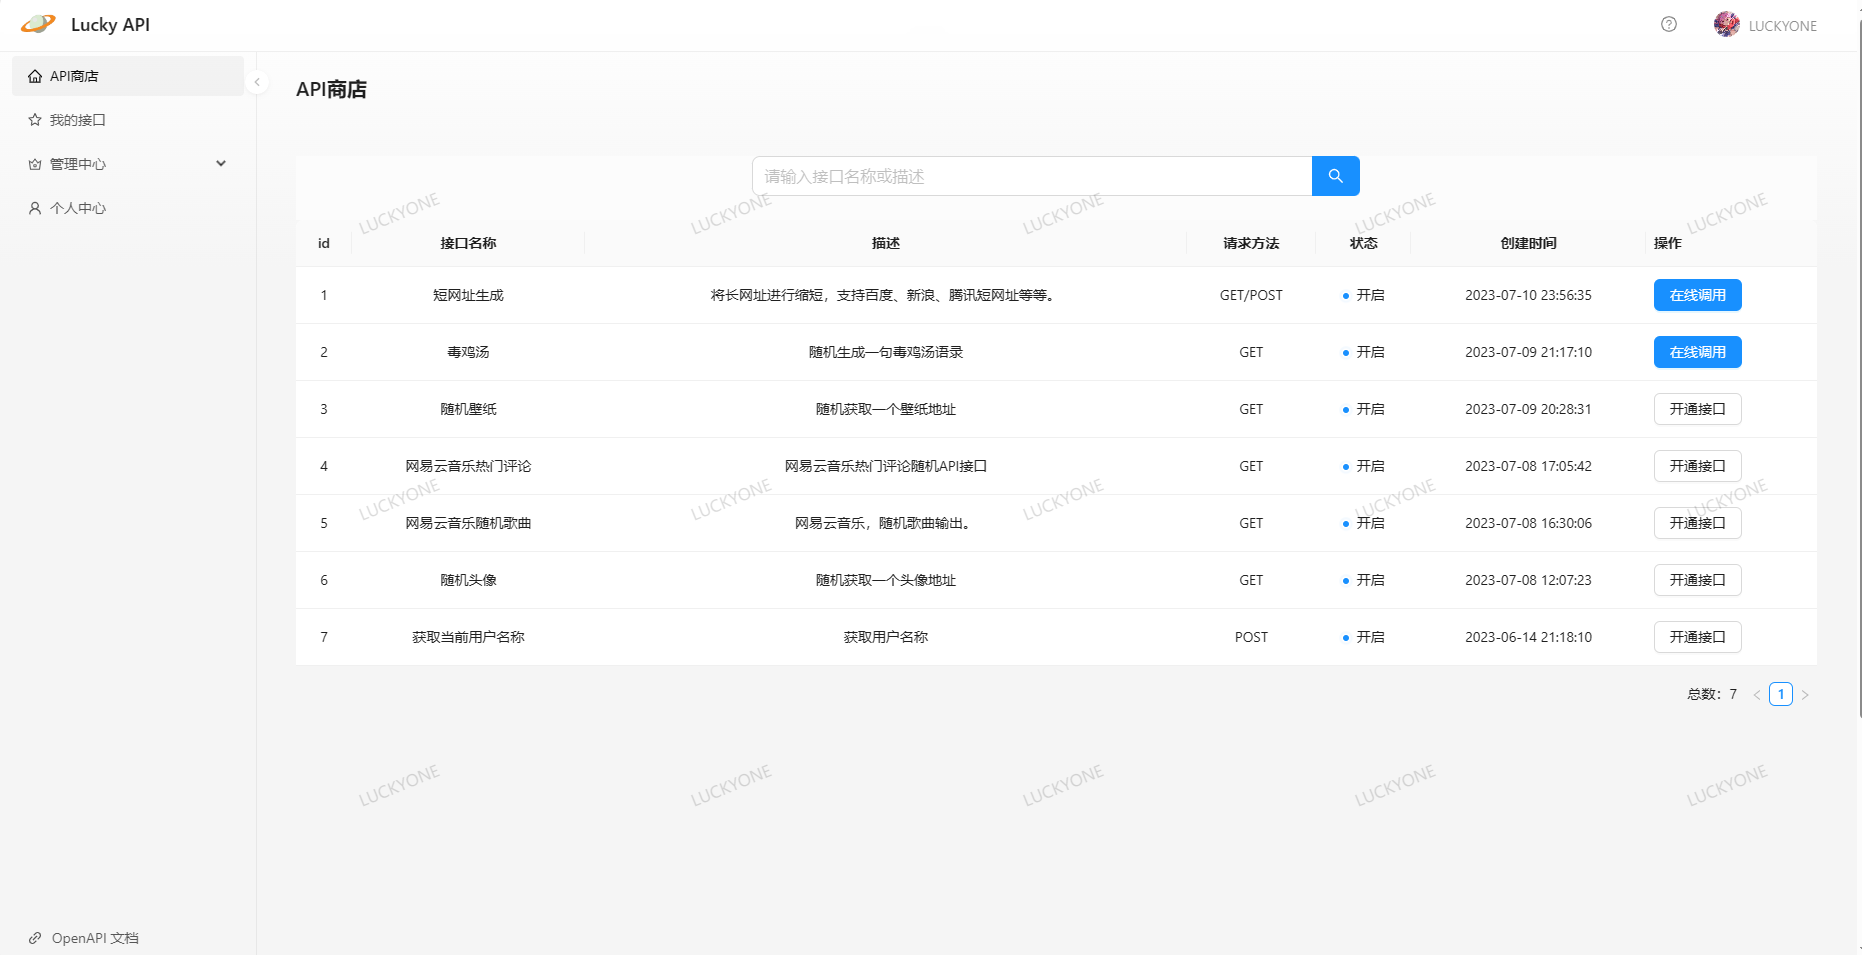 Lucky API
LUCKYONE
API商店
我的接口
管理中心
个人中心
API商店
请输入接口名称或描述
LUCKYONE LUCKYONE LUCKYONE LUCKYONE LUCKYONE
id 接口名称 描述 请求方法 状态 创建时间 操作
1 短网址生成 将长网址进行缩短，支持百度、新浪、腾讯短网址等等。 GET/POST 开启 2023-07-10 23:56:35 在线调用
2 毒鸡汤 随机生成一句毒鸡汤语录 GET 开启 2023-07-09 21:17:10 在线调用
3 随机壁纸 随机获取一个壁纸地址 GET 开启 2023-07-09 20:28:31 开通接口
4 网易云音乐热门评论 网易云音乐热门评论随机API接口 GET 开启 2023-07-08 17:05:42 开通接口
LUCKYONE LUCKYONE LUCKYONE LUCKYONE LUCKYONE
5 网易云音乐随机歌曲 网易云音乐，随机歌曲输出。 GET 开启 2023-07-08 16:30:06 开通接口
6 随机头像 随机获取一个头像地址 GET 开启 2023-07-08 12:07:23 开通接口
7 获取当前用户名称 获取用户名称 POST 开启 2023-06-14 21:18:10 开通接口
总数：7 < 1 >
LUCKYONE LUCKYONE LUCKYONE LUCKYONE LUCKYONE
OpenAPI 文档